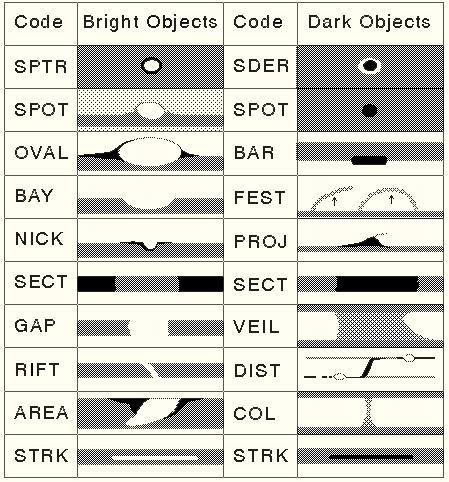 Code Bright Objects Code Dark Objects
SPTR SDER
SPOT SPOT
OVAL BAR
BAY FEST
NICK PROJ
SECT SECT
GAP VEIL
RIFT DIST
AREA COL
STRK STRK